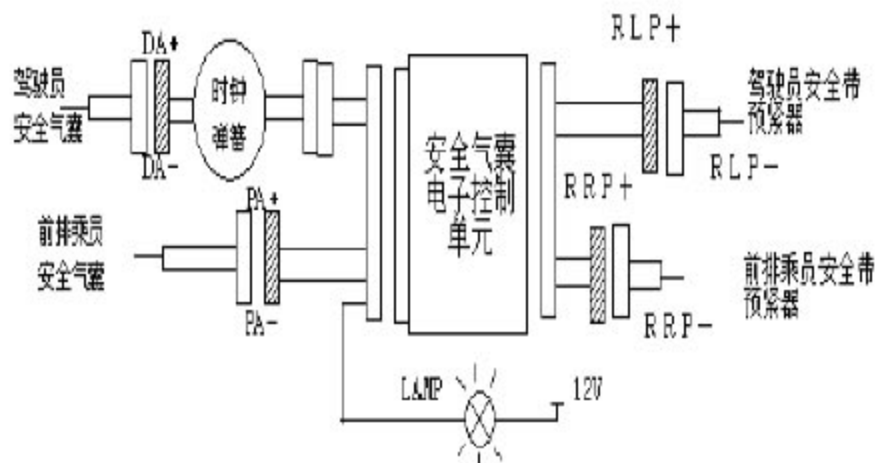 驾驶员
安全气囊
DA+
DA-
时钟
弹簧
前排乘员
安全气囊
PA+
PA-
安全气囊
电子控制
单元
RLP+
RLP-
驾驶员安全带
预紧器
RRP+
RRP-
前排乘员安全带
预紧器
LAMP
12V